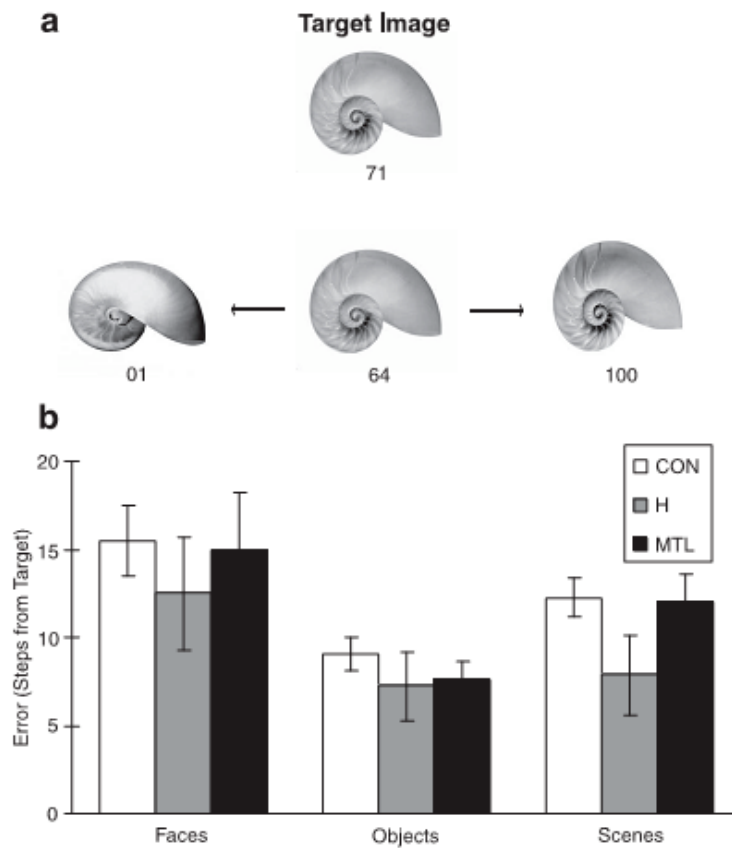 a
Target Image
71
01 64 100
b
20
15
10
5
0
Error (Steps from Target)
CON
H
MTL
Faces Objects Scenes